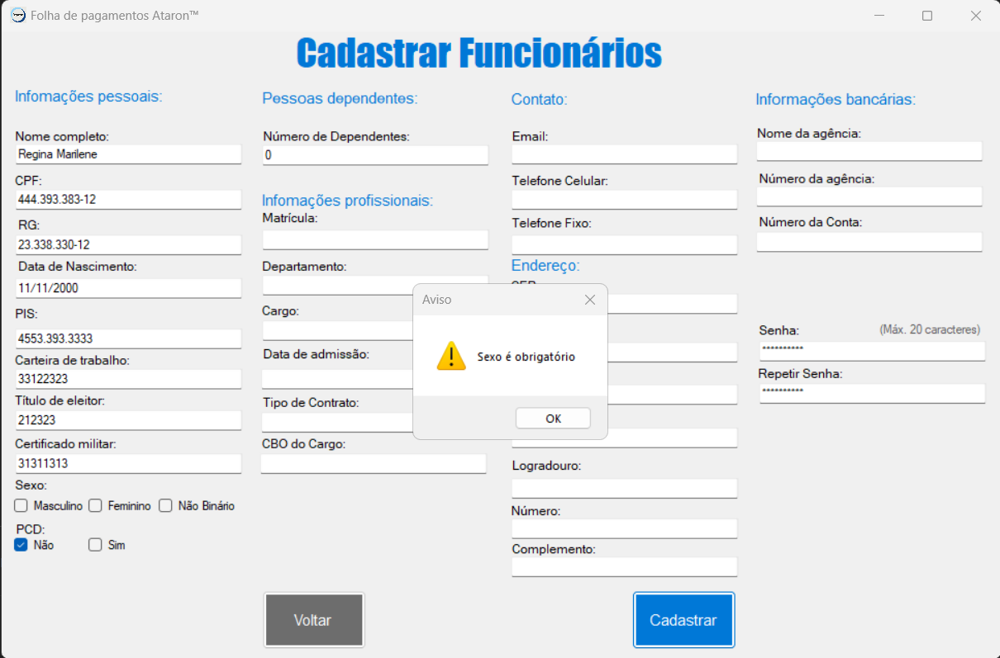 Folha de pagamentos Ataron™
Cadastrar Funcionários
Infomações pessoais:
Nome completo:
Regina Marilene
CPF:
444.393.383-12
RG:
23.338.330-12
Data de Nascimento:
11/11/2000
PIS:
4553.393.3333
Carteira de trabalho:
33122323
Título de eleitor:
212323
Certificado militar:
31311313
Sexo:
Masculino Feminino Não Binário
PCD:
Não Sim
Pessoas dependentes:
Número de Dependentes:
0
Infomações profissionais:
Matrícula:
Departamento:
Cargo:
Data de admissão:
Tipo de Contrato:
CBO do Cargo:
Contato:
Email:
Telefone Celular:
Telefone Fixo:
Endereço:
Logradouro:
Número:
Complemento:
Informações bancárias:
Nome da agência:
Número da agência:
Número da Conta:
Senha: (Máx. 20 caracteres)
**********
Repetir Senha:
**********
Aviso
Sexo é obrigatório
OK
Voltar
Cadastrar